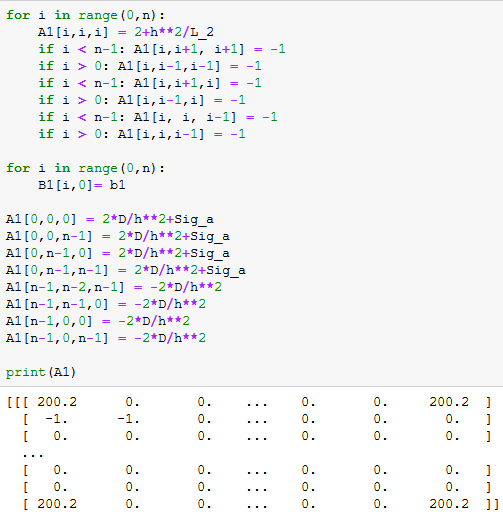 for i in range(0,n):
    A1[i,i,i] = 2+h**2/L_2
    if i < n-1: A1[i,i+1, i+1] = -1
    if i > 0: A1[i,i-1,i-1] = -1
    if i < n-1: A1[i,i+1,i] = -1
    if i > 0: A1[i,i-1,i] = -1
    if i < n-1: A1[i, i, i-1] = -1
    if i > 0: A1[i,i,i-1] = -1
for i in range(0,n):
    B1[i,0]= b1
A1[0,0,0] = 2*D/h**2+Sig_a
A1[0,0,n-1] = 2*D/h**2+Sig_a
A1[0,n-1,0] = 2*D/h**2+Sig_a
A1[0,n-1,n-1] = 2*D/h**2+Sig_a
A1[n-1,n-2,n-1] = -2*D/h**2
A1[n-1,n-1,0] = -2*D/h**2
A1[n-1,0,0] = -2*D/h**2
A1[n-1,0,n-1] = -2*D/h**2
print(A1)
[[[ 200.2 0. 0. ... 0. 0. 200.2 ]
[ -1. -1. 0. ... 0. 0. 0. ]
[ 0. 0. 0. ... 0. 0. 0. ]
...
[ 0. 0. 0. ... 0. 0. 0. ]
[ 0. 0. 0. ... 0. 0. 0. ]
[ 200.2 0. 0. ... 0. 0. 200.2 ]]